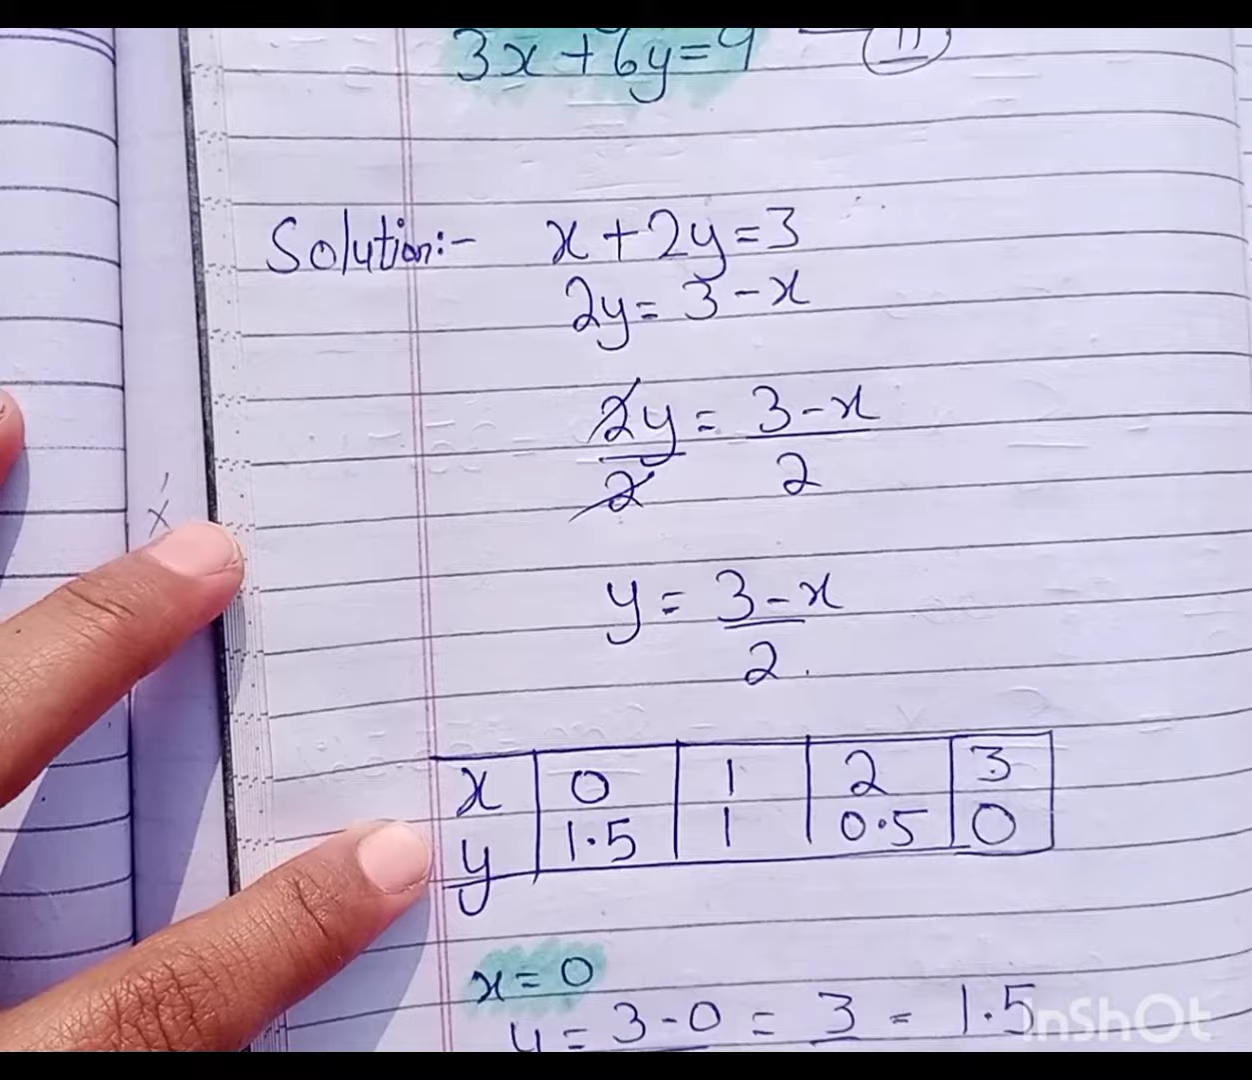 3x + 6y = 9 — (II)
Solution:- x + 2y = 3
2y = 3 - x
2y/2 = 3 - x/2
y = 3 - x/2.
x | 0 | 1 | 2 | 3
y | 1.5 | 1 | 0.5 | 0
x = 0
y = 3 - 0 = 3 = 1.5
InShOt